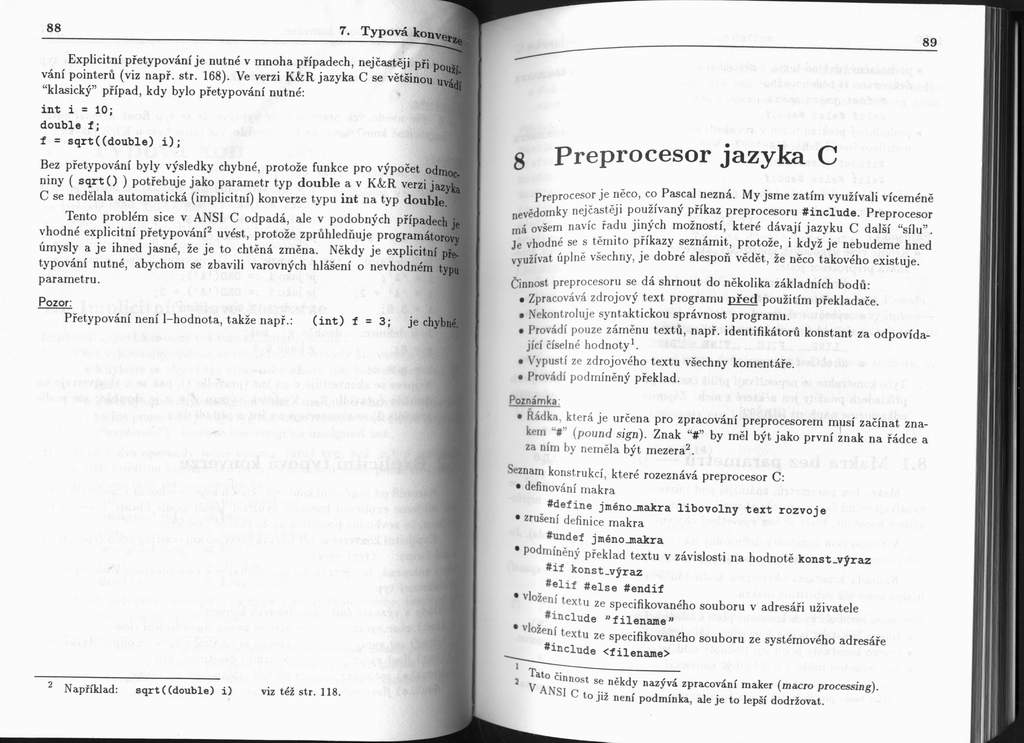 88
7. Typová konverze
Explicitní přetypování je nutné v mnoha případech, nejčastěji při použí-
vání pointerů (viz např. str. 168). Ve verzi K&R jazyka C se většinou uvádí
“klasický” případ, kdy bylo přetypování nutné:
int i = 10;
double f;
f = sqrt((double) i);
Bez přetypování byly výsledky chybné, protože funkce pro výpočet odmoc-
niny ( sqrt() ) potřebuje jako parametr typ double a v K&R verzi jazyka
C se nedělala automatická (implicitní) konverze typu int na typ double.
Tento problém sice v ANSI C odpadá, ale v podobných případech je
vhodné explicitní přetypování² uvést, protože zprůhledňuje programátorovy
úmysly a je ihned jasné, že je to chtěná změna. Někdy je explicitní pře-
typování nutné, abychom se zbavili varovných hlášení o nevhodném typu
parametru.
Pozor:
Přetypování není l-hodnota, takže např.: (int) f = 3; je chybné.
² Například: sqrt((double) i) viz též str. 118.
89
8 Preprocesor jazyka C
Preprocesor je něco, co Pascal nezná. My jsme zatím využívali víceméně
nevědomky nejčastěji používaný příkaz preprocesoru #include. Preprocesor
má ovšem navíc řadu jiných možností, které dávají jazyku C další “sílu”.
Je vhodné se s těmito příkazy seznámit, protože, i když je nebudeme hned
využívat úplně všechny, je dobré alespoň vědět, že něco takového existuje.
Činnost preprocesoru se dá shrnout do několika základních bodů:
• Zpracovává zdrojový text programu před použitím překladače.
• Nekontroluje syntaktickou správnost programu.
• Provádí pouze záměnu textů, např. identifikátorů konstant za odpovída-
jící číselné hodnoty¹.
• Vypustí ze zdrojového textu všechny komentáře.
• Provádí podmíněný překlad.
Poznámka:
• Řádka, která je určena pro zpracování preprocesorem musí začínat zna-
kem “#” (pound sign). Znak “#” by měl být jako první znak na řádce a
za ním by neměla být mezera².
Seznam konstrukcí, které rozeznává preprocesor C:
• definování makra
#define jméno_makra libovolny text rozvoje
• zrušení definice makra
#undef jméno_makra
• podmíněný překlad textu v závislosti na hodnotě konst_výraz
#if konst_výraz
#elif #else #endif
• vložení textu ze specifikovaného souboru v adresáři uživatele
#include "filename"
• vložení textu ze specifikovaného souboru ze systémového adresáře
#include <filename>
¹ Tato činnost se někdy nazývá zpracování maker (macro processing).
² V ANSI C to již není podmínka, ale je to lepší dodržovat.